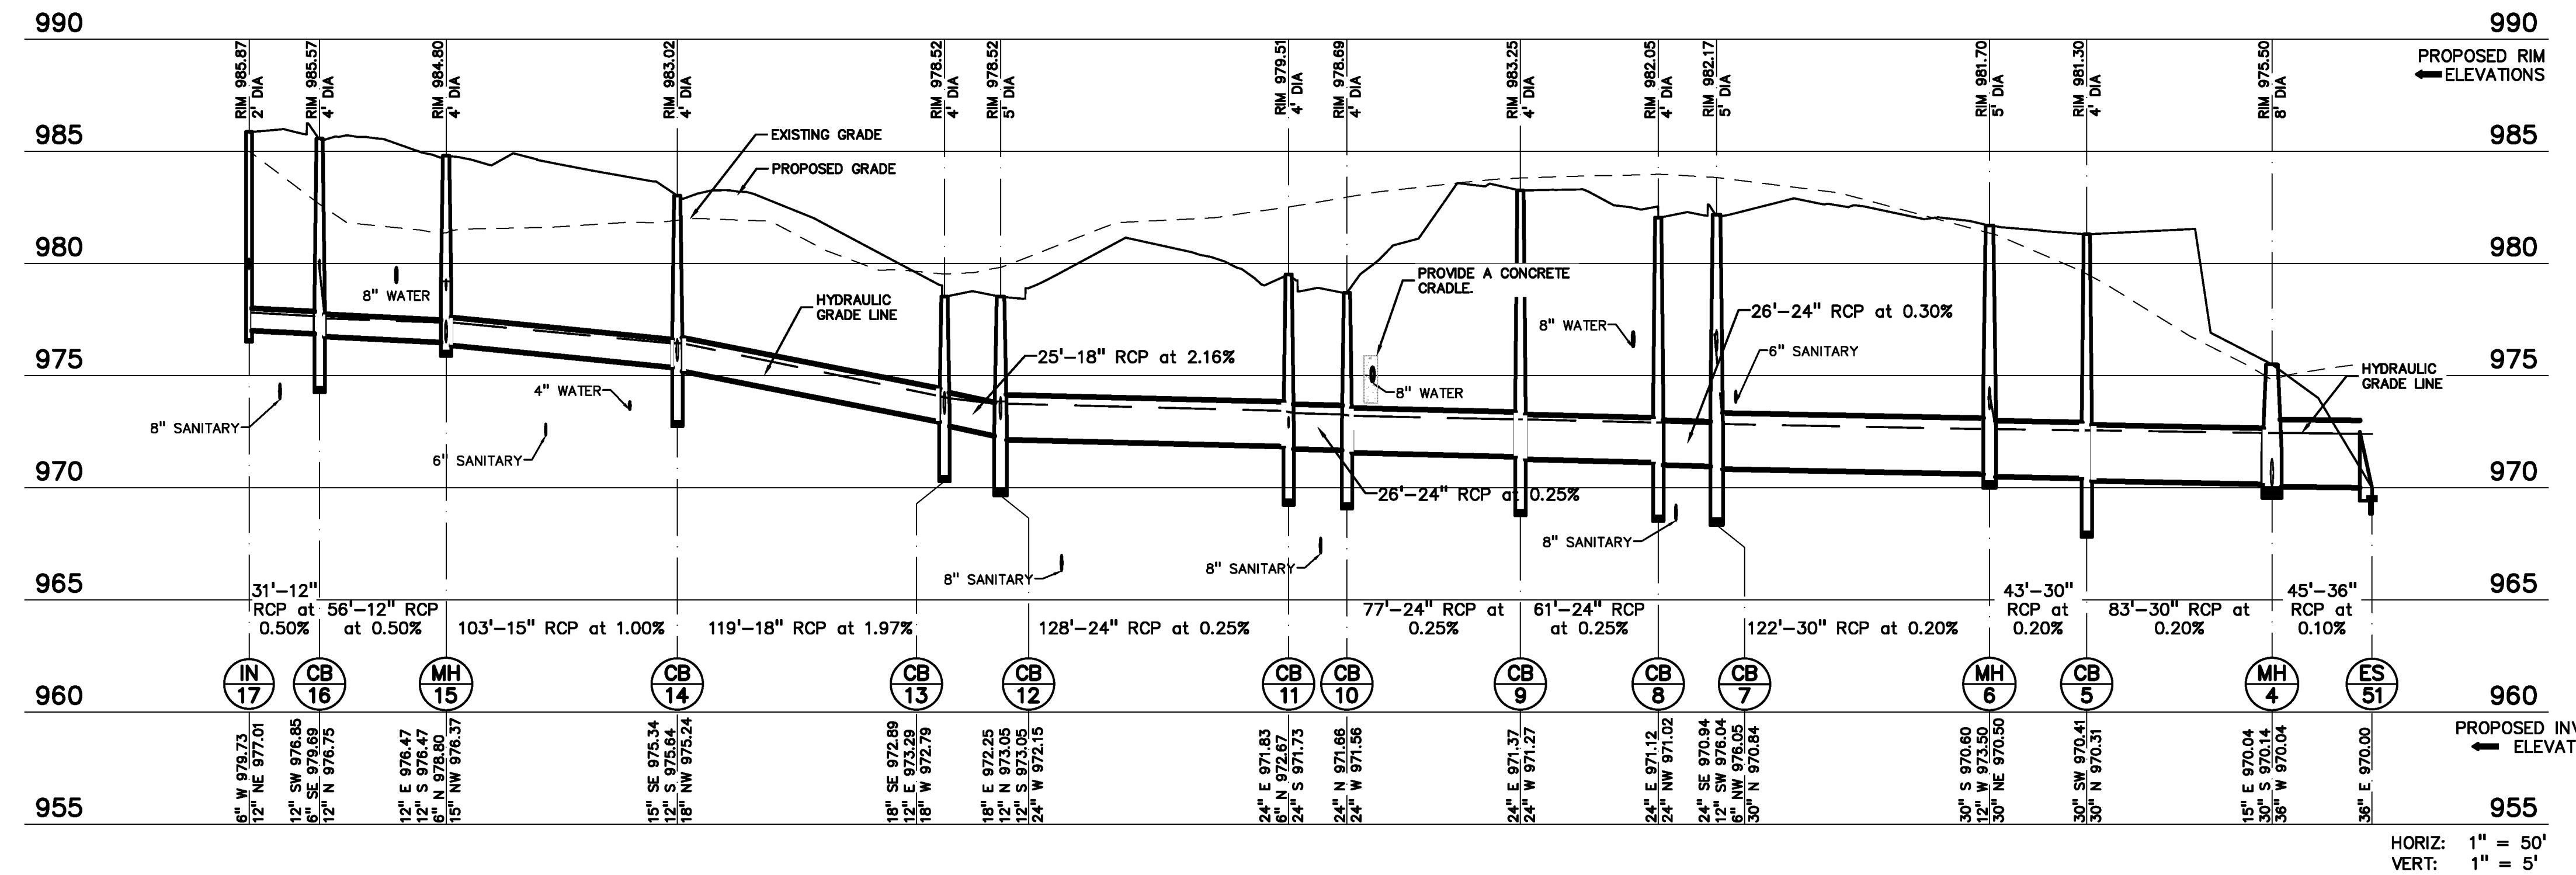 990
990
RIM 985.87
2' DIA
RIM 985.57
4' DIA
RIM 984.80
4' DIA
RIM 983.02
4' DIA
RIM 978.52
4' DIA
RIM 978.52
5' DIA
RIM 979.51
4' DIA
RIM 978.69
4' DIA
RIM 983.25
4' DIA
RIM 982.05
4' DIA
RIM 982.17
5' DIA
RIM 981.70
5' DIA
RIM 981.30
4' DIA
RIM 975.50
8' DIA
PROPOSED RIM
ELEVATIONS
985
985
EXISTING GRADE
PROPOSED GRADE
980
980
8" WATER
HYDRAULIC
GRADE LINE
PROVIDE A CONCRETE
CRADLE.
8" WATER
26'-24" RCP at 0.30%
6" SANITARY
975
975
25'-18" RCP at 2.16%
4" WATER
8" WATER
HYDRAULIC
GRADE LINE
8" SANITARY
6" SANITARY
970
970
26'-24" RCP at 0.25%
8" SANITARY
8" SANITARY
8" SANITARY
965
965
31'-12"
RCP at
0.50%
56'-12" RCP
at 0.50%
103'-15" RCP at 1.00%
119'-18" RCP at 1.97%
128'-24" RCP at 0.25%
77'-24" RCP at
0.25%
61'-24" RCP
at 0.25%
122'-30" RCP at 0.20%
43'-30"
RCP at
0.20%
83'-30" RCP at
0.20%
45'-36"
RCP at
0.10%
IN
17
CB
16
MH
15
CB
14
CB
13
CB
12
CB
11
CB
10
CB
9
CB
8
CB
7
MH
6
CB
5
MH
4
ES
51
960
960
6" W 979.73
12" NE 977.01
12" SW 976.85
6" SE 979.69
12" N 976.75
12" E 976.47
12" S 976.47
6" N 978.80
15" NW 976.37
15" SE 975.34
12" S 975.64
18" NW 975.24
18" SE 972.89
12" E 973.29
18" W 972.79
18" E 972.25
12" N 973.05
12" S 973.05
24" W 972.15
24" E 971.83
6" N 972.67
24" S 971.73
24" N 971.66
24" W 971.56
24" E 971.37
24" W 971.27
24" E 971.12
24" NW 971.02
24" SE 970.94
12" SW 976.04
6" NW 976.05
30" N 970.84
30" S 970.60
12" W 973.50
30" NE 970.50
30" SW 970.41
30" N 970.31
15" E 970.04
30" S 970.14
36" W 970.04
36" E 970.00
PROPOSED INV
ELEVAT
955
955
HORIZ: 1" = 50'
VERT: 1" = 5'